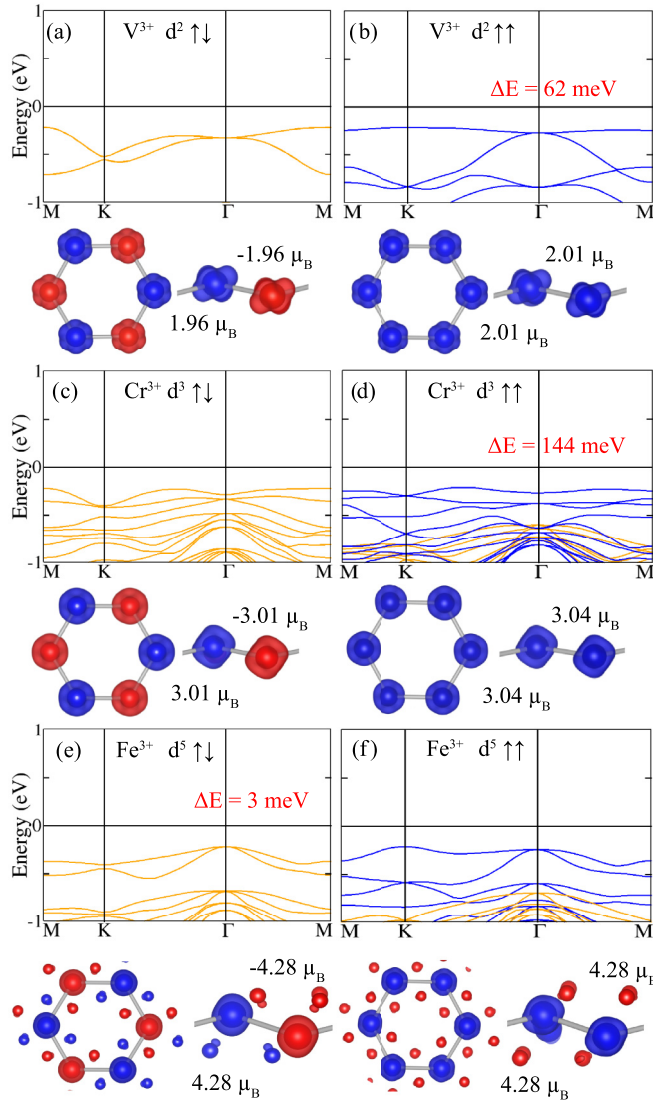 (a) V³⁺ d² ↑↓
(b) V³⁺ d² ↑↑
ΔE = 62 meV
Energy (eV)
1
0
-1
M K Γ M
M K Γ M
-1.96 μB
1.96 μB
2.01 μB
2.01 μB
(c) Cr³⁺ d³ ↑↓
(d) Cr³⁺ d³ ↑↑
ΔE = 144 meV
Energy (eV)
1
0
-1
M K Γ M
M K Γ M
-3.01 μB
3.01 μB
3.04 μB
3.04 μB
(e) Fe³⁺ d⁵ ↑↓
ΔE = 3 meV
(f) Fe³⁺ d⁵ ↑↑
Energy (eV)
1
0
-1
M K Γ M
M K Γ M
-4.28 μB
4.28 μB
4.28 μB
4.28 μB